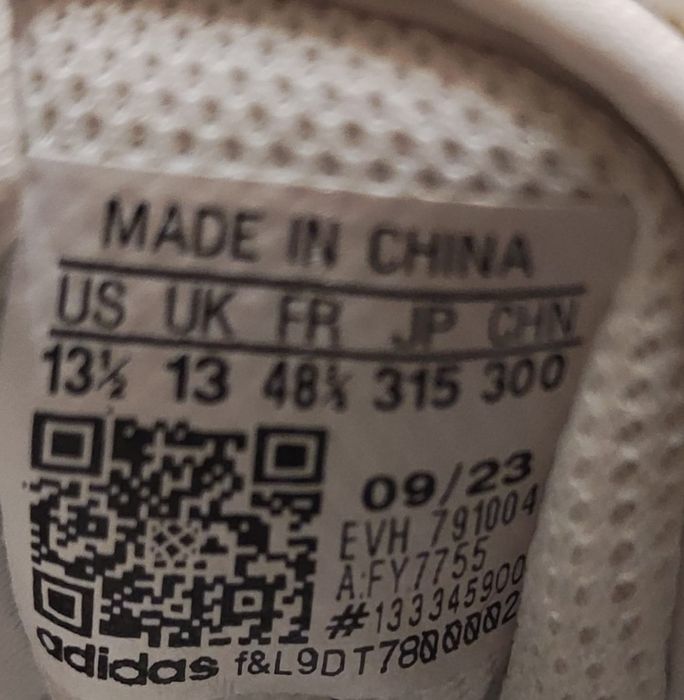 MADE IN CHINA
US UK FR JP CHN
13½ 13 48⅔ 315 300
09/23
EVH 791004
A:FY7755
#133345900
adidas f&L9DT78000002